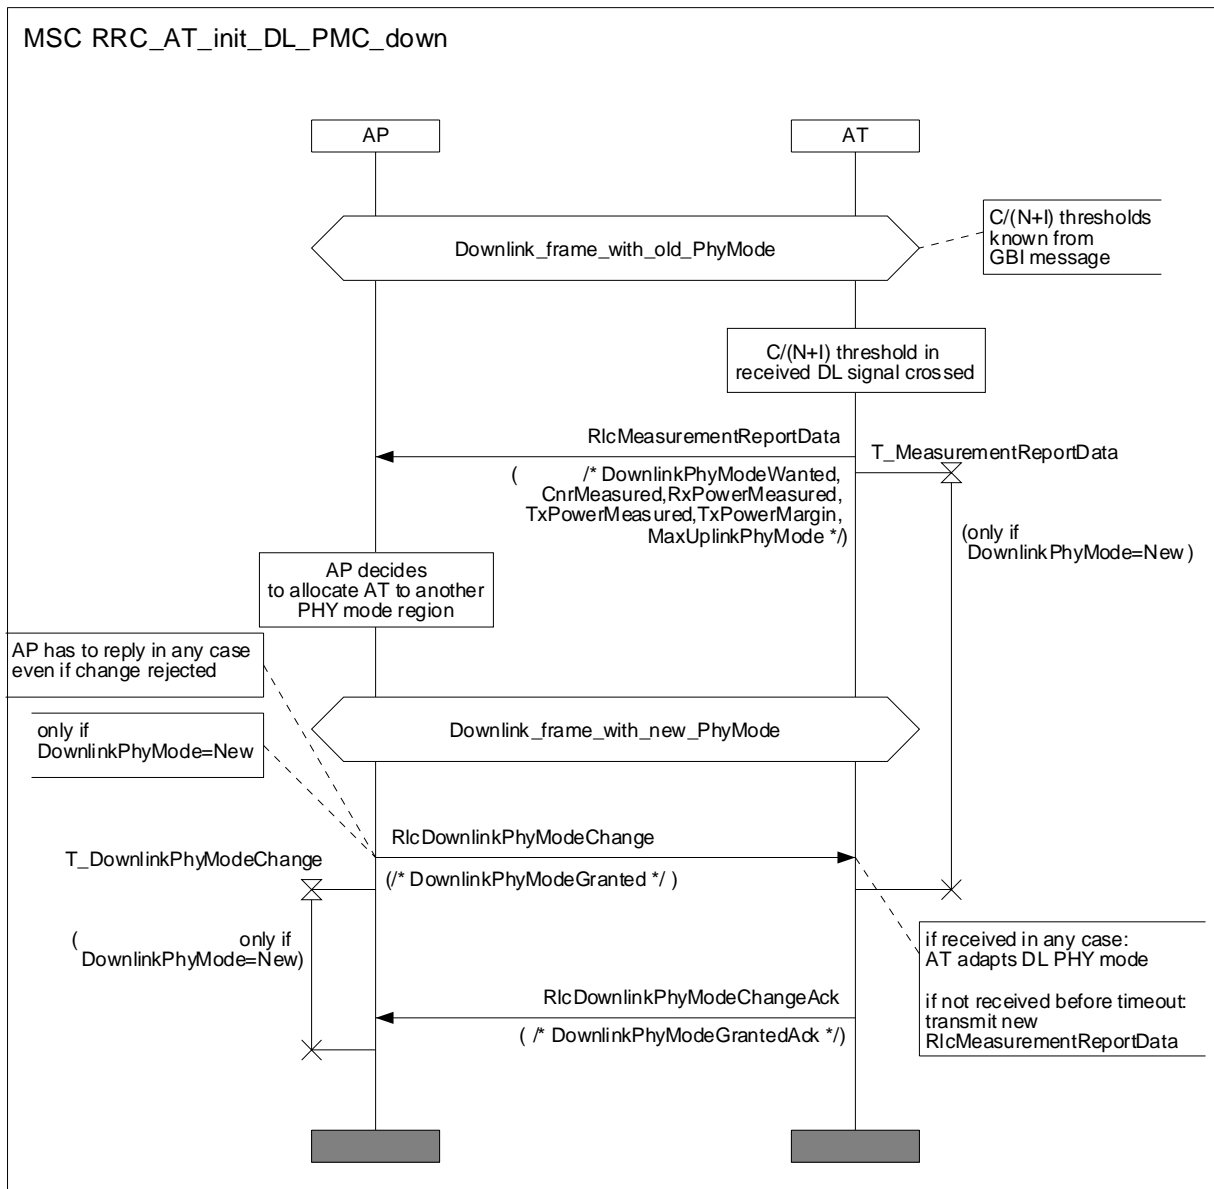 MSC RRC_AT_init_DL_PMC_down
AP
AT
C/(N+I) thresholds
known from
GBI message
Downlink_frame_with_old_PhyMode
C/(N+I) threshold in
received DL signal crossed
RlcMeasurementReportData
T_MeasurementReportData
( /* DownlinkPhyModeWanted,
CnrMeasured,RxPowerMeasured,
TxPowerMeasured,TxPowerMargin,
MaxUplinkPhyMode */)
(only if
DownlinkPhyMode=New )
AP decides
to allocate AT to another
PHY mode region
AP has to reply in any case
even if change rejected
only if
DownlinkPhyMode=New
Downlink_frame_with_new_PhyMode
RlcDownlinkPhyModeChange
T_DownlinkPhyModeChange
(/* DownlinkPhyModeGranted */ )
( only if
DownlinkPhyMode=New)
if received in any case:
AT adapts DL PHY mode
if not received before timeout:
transmit new
RlcMeasurementReportData
RlcDownlinkPhyModeChangeAck
( /* DownlinkPhyModeGrantedAck */)